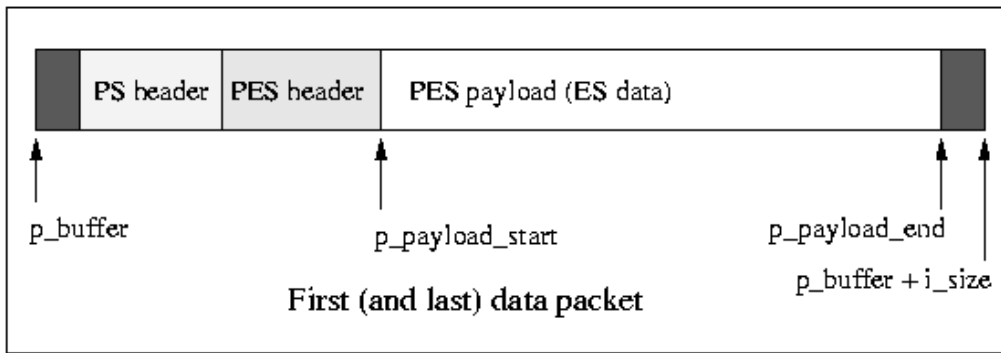 PS header PES header PES payload (ES data)
p_buffer p_payload_start p_payload_end
p_buffer + i_size
First (and last) data packet